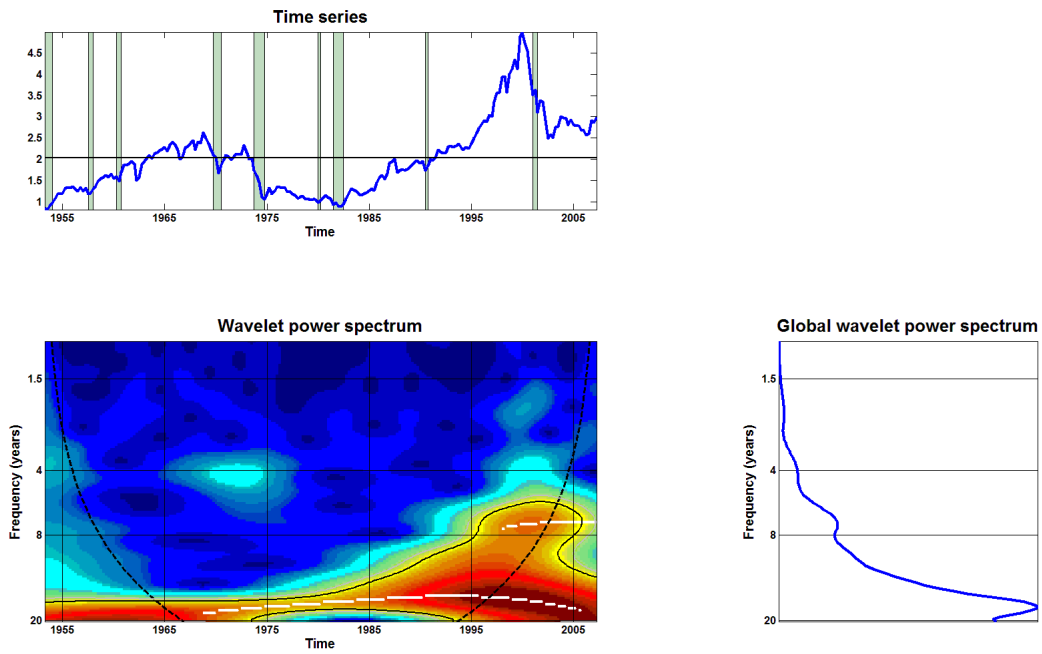 Time series
4.5
4
3.5
3
2.5
2
1.5
1
1955 1965 1975 1985 1995 2005
Time
Wavelet power spectrum
Frequency (years)
1.5
4
8
20
1955 1965 1975 1985 1995 2005
Time
Global wavelet power spectrum
Frequency (years)
1.5
4
8
20